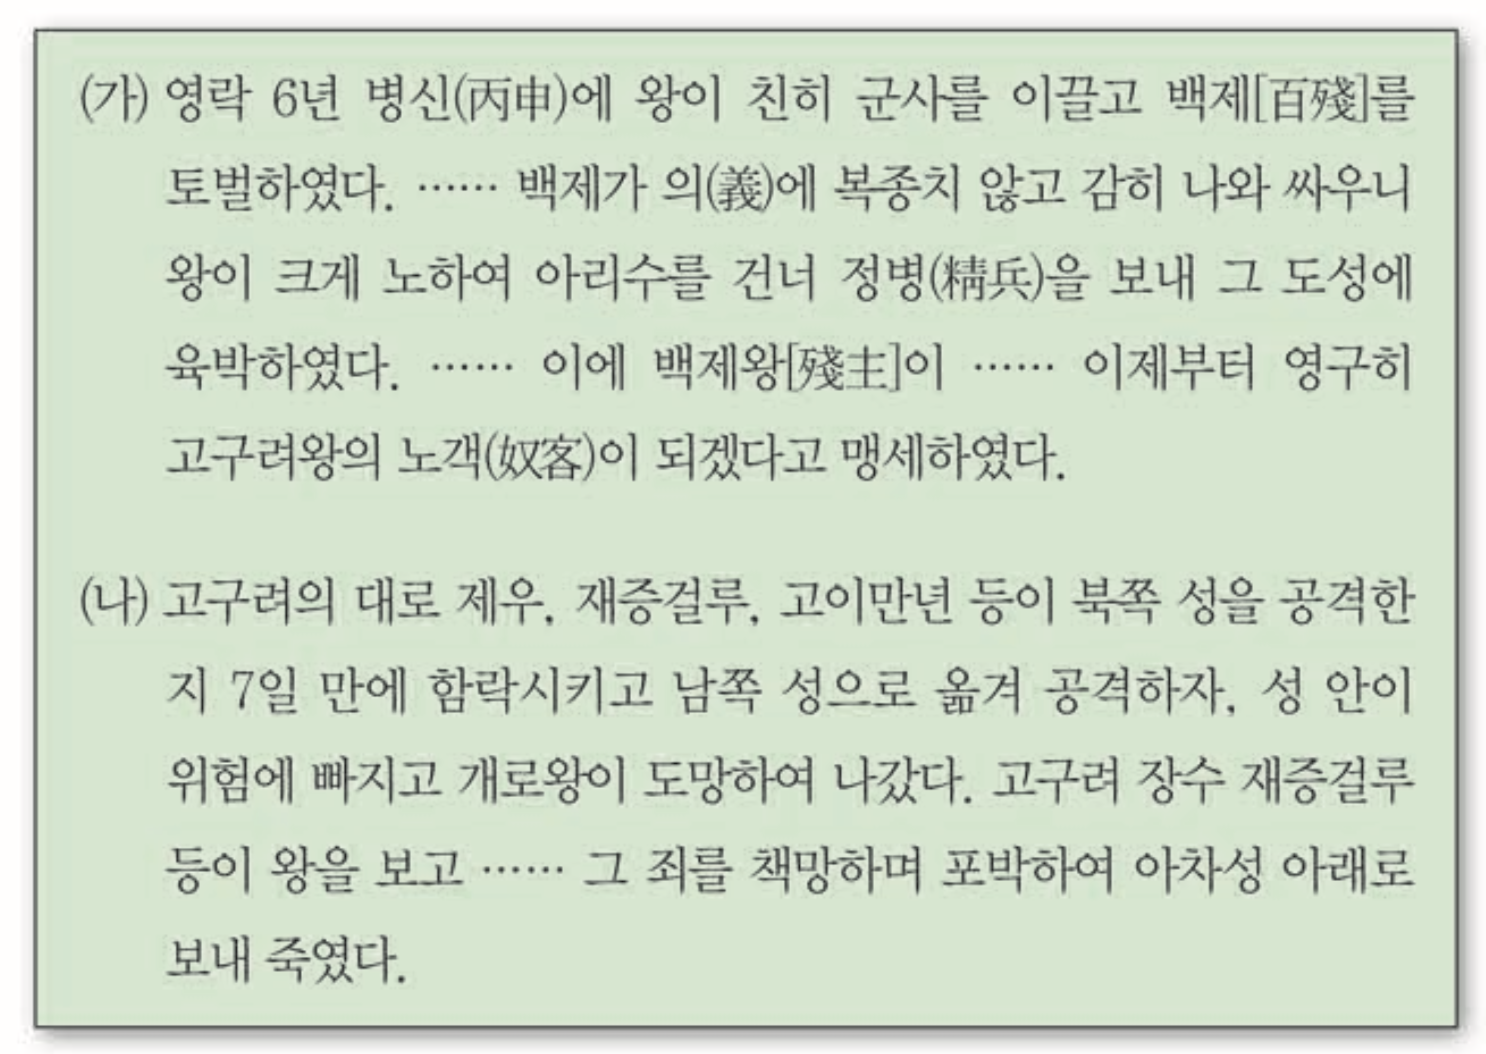 (가) 영락 6년 병신(丙申)에 왕이 친히 군사를 이끌고 백제[百殘]를
토벌하였다. …… 백제가 의(義)에 복종치 않고 감히 나와 싸우니
왕이 크게 노하여 아리수를 건너 정병(精兵)을 보내 그 도성에
육박하였다. …… 이에 백제왕[殘主]이 …… 이제부터 영구히
고구려왕의 노객(奴客)이 되겠다고 맹세하였다.
(나) 고구려의 대로 제우, 재증걸루, 고이만년 등이 북쪽 성을 공격한
지 7일 만에 함락시키고 남쪽 성으로 옮겨 공격하자, 성 안이
위험에 빠지고 개로왕이 도망하여 나갔다. 고구려 장수 재증걸루
등이 왕을 보고 …… 그 죄를 책망하며 포박하여 아차성 아래로
보내 죽였다.